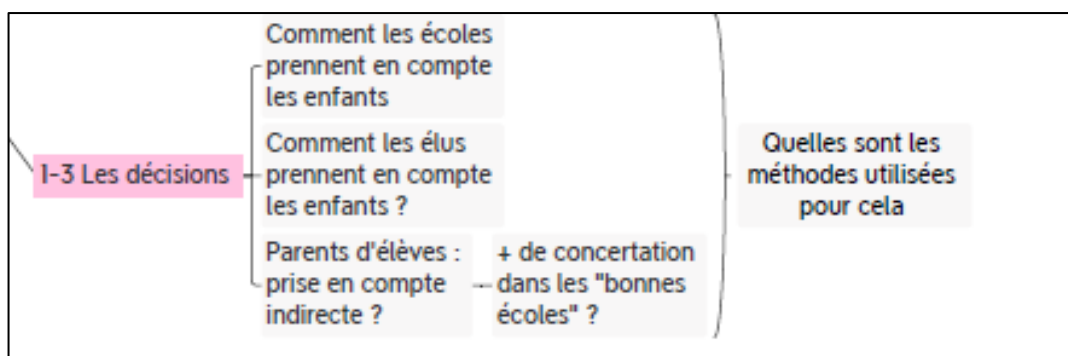 1-3 Les décisions
Comment les écoles
prennent en compte
les enfants
Comment les élus
prennent en compte
les enfants ?
Parents d'élèves :
prise en compte
indirecte ?
+ de concertation
dans les "bonnes
écoles" ?
Quelles sont les
méthodes utilisées
pour cela